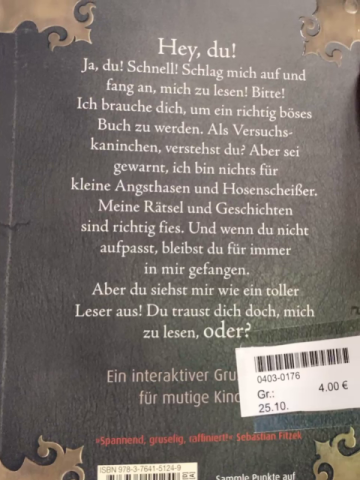 Hey, du!
Ja, du! Schnell! Schlag mich auf und
fang an, mich zu lesen! Bitte!
Ich brauche dich, um ein richtig böses
Buch zu werden. Als Versuchs-
kaninchen, verstehst du? Aber sei
gewarnt, ich bin nichts für
kleine Angsthasen und Hosenscheißer.
Meine Rätsel und Geschichten
sind richtig fies. Und wenn du nicht
aufpasst, bleibst du für immer
in mir gefangen.
Aber du siehst mir wie ein toller
Leser aus! Du traust dich doch, mich
zu lesen, oder?
Ein interaktiver Gru
für mutige Kin
0403-0176
Gr.: 4.00 €
25.10.
»Spannend, gruselig, raffiniert!« Sebastian Fitzek
ISBN 978-3-7641-5124-9
Sammle Punkte auf